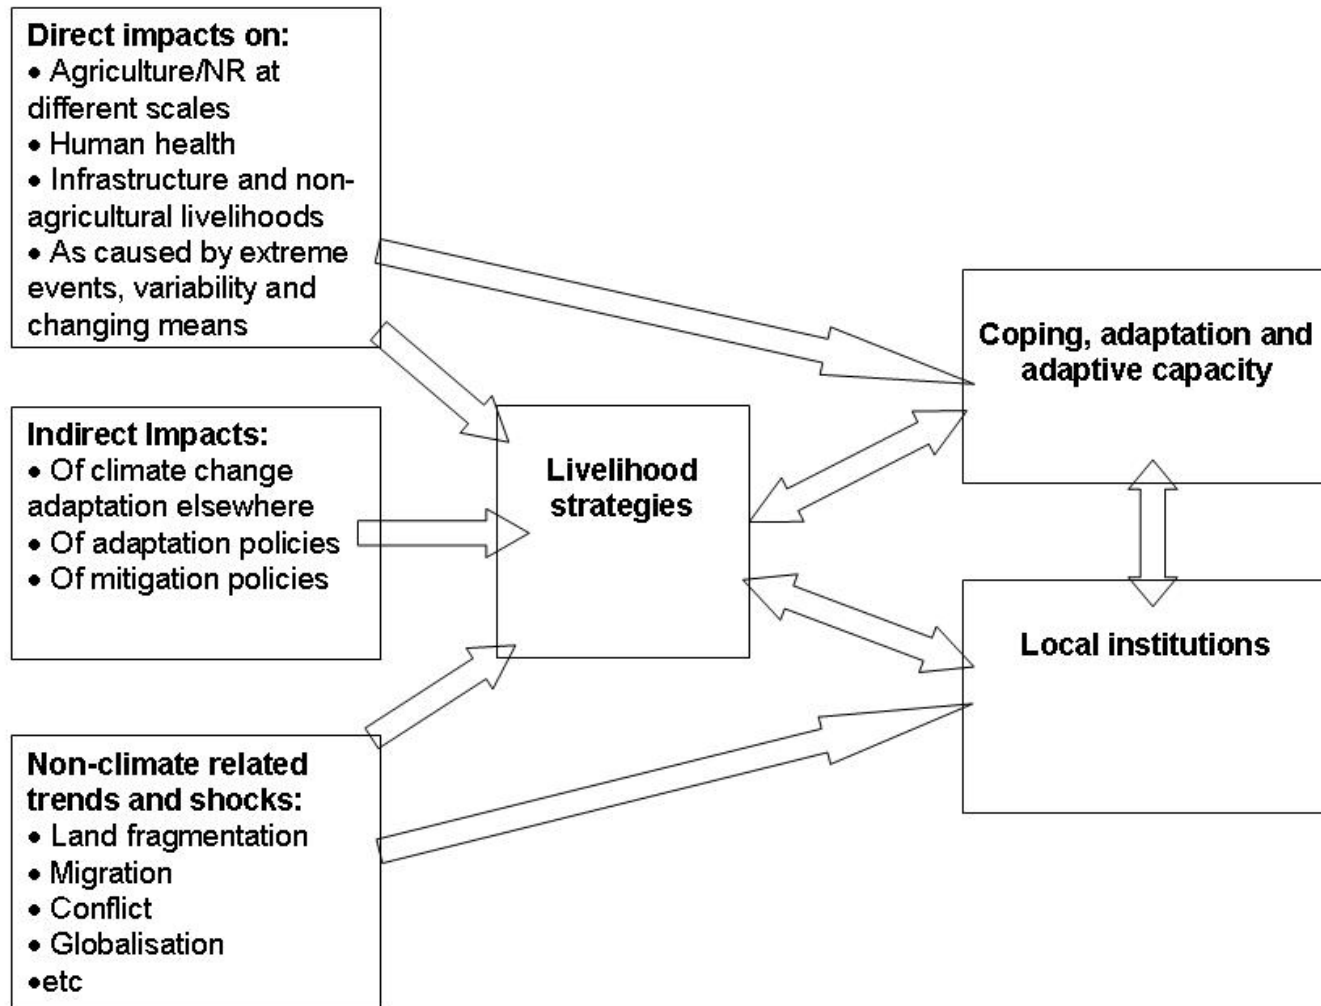 Direct impacts on:
• Agriculture/NR at
different scales
• Human health
• Infrastructure and non-
agricultural livelihoods
• As caused by extreme
events, variability and
changing means
Indirect Impacts:
• Of climate change
adaptation elsewhere
• Of adaptation policies
• Of mitigation policies
Non-climate related
trends and shocks:
• Land fragmentation
• Migration
• Conflict
• Globalisation
•etc
Livelihood
strategies
Coping, adaptation and
adaptive capacity
Local institutions